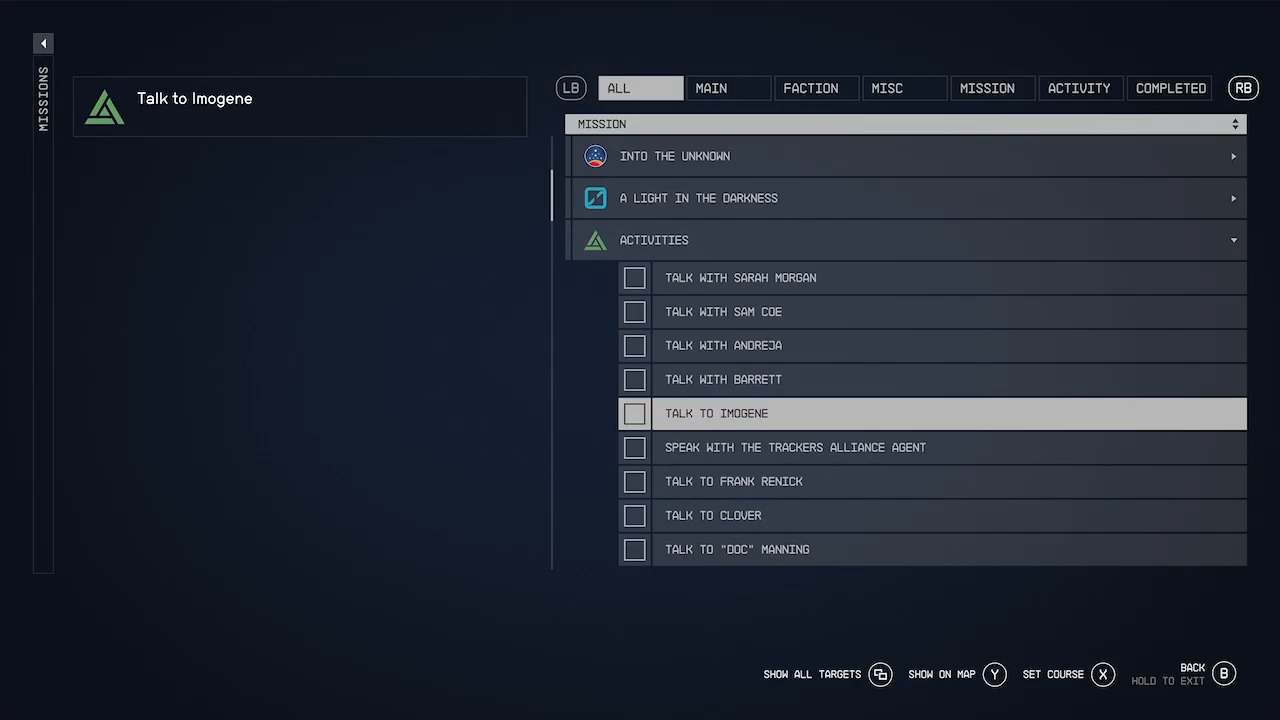 MISSIONS
Talk to Imogene
LB ALL MAIN FACTION MISC MISSION ACTIVITY COMPLETED RB
MISSION
INTO THE UNKNOWN
A LIGHT IN THE DARKNESS
ACTIVITIES
TALK WITH SARAH MORGAN
TALK WITH SAM COE
TALK WITH ANDREJA
TALK WITH BARRETT
TALK TO IMOGENE
SPEAK WITH THE TRACKERS ALLIANCE AGENT
TALK TO FRANK RENICK
TALK TO CLOVER
TALK TO "DOC" MANNING
SHOW ALL TARGETS SHOW ON MAP Y SET COURSE X BACK B
HOLD TO EXIT